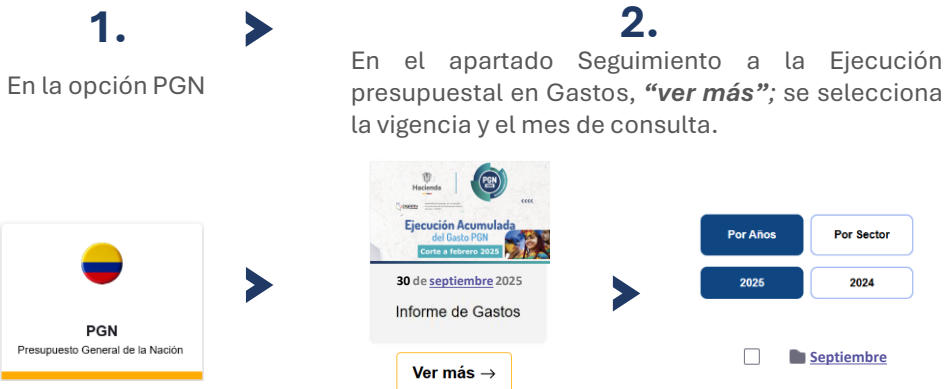 1.
En la opción PGN
2.
En el apartado Seguimiento a la Ejecución
presupuestal en Gastos, “ver más”; se selecciona
la vigencia y el mes de consulta.
PGN
Presupuesto General de la Nación
Hacienda
PGN
Ejecución Acumulada
del Gasto PGN
Corte a febrero 2025
30 de septiembre 2025
Informe de Gastos
Ver más →
Por Años
Por Sector
2025
2024
Septiembre